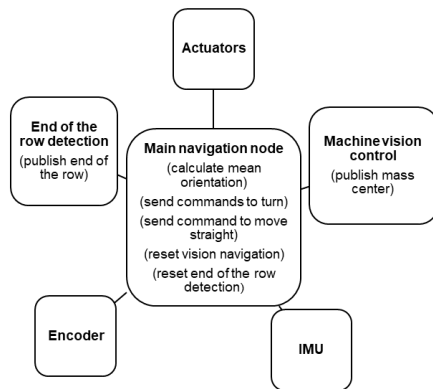 Actuators
End of the
row detection
(publish end of
the row)
Main navigation node
(calculate mean
orientation)
(send commands to turn)
(send command to move
straight)
(reset vision navigation)
(reset end of the row
detection)
Machine vision
control
(publish mass
center)
Encoder
IMU